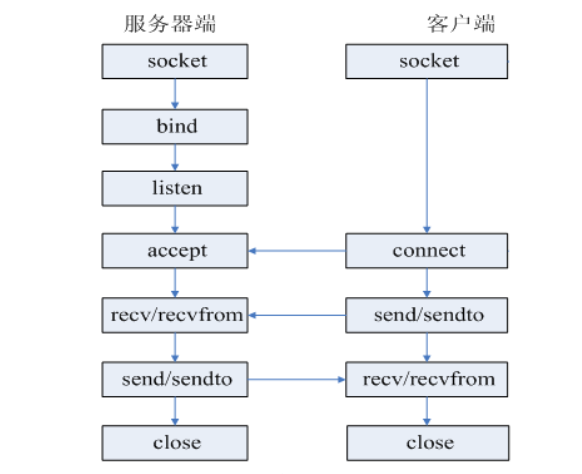 服务器端
客户端
socket
socket
bind
listen
accept
connect
recv/recvfrom
send/sendto
send/sendto
recv/recvfrom
close
close